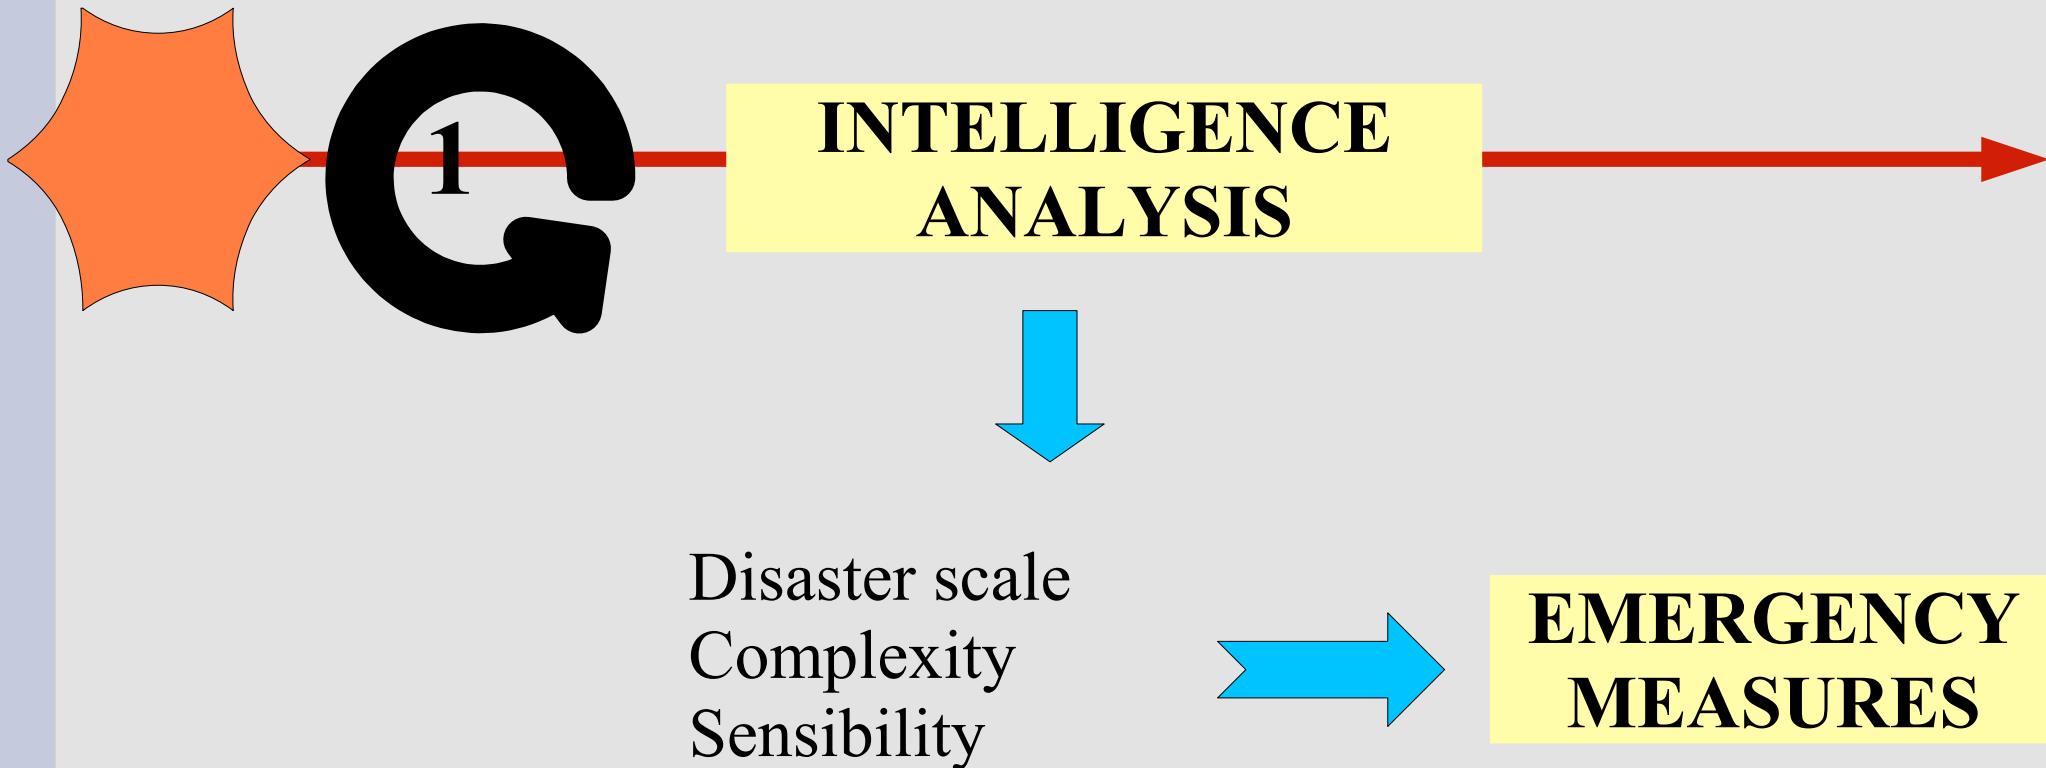 1
INTELLIGENCE
ANALYSIS
Disaster scale
Complexity
Sensibility
EMERGENCY
MEASURES